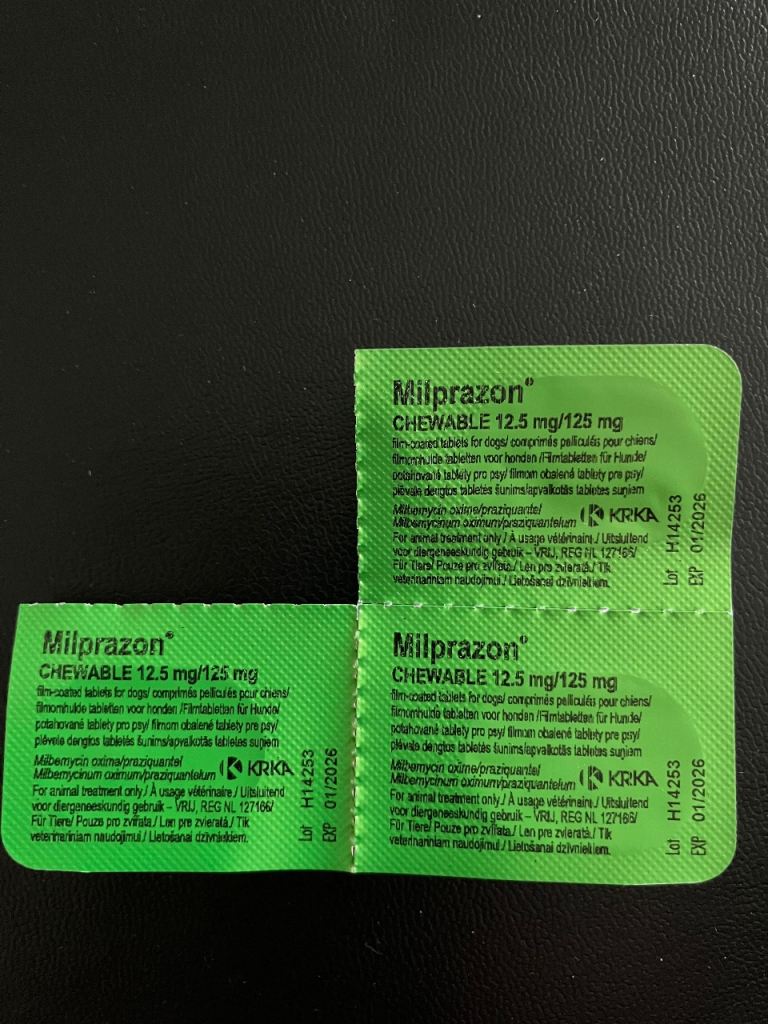 Milprazon®
CHEWABLE 12.5 mg/125 mg
film-coated tablets for dogs/ comprimés pelliculés pour chiens/
filmomhulde tabletten voor honden /Filmtabletten für Hunde/
potahované tablety pro psy/ filmom obalené tablety pre psy/
plėvele dengtos tabletės šunims/apvalkotās tabletes suņiem
Milbemycin oxime/praziquantel
Milbemycinum oximum/praziquantelum
KRKA
For animal treatment only./ À usage vétérinaire./ Uitsluitend
voor diergeneeskundig gebruik – VRIJ, REG NL 127166/
Für Tiere/ Pouze pro zvířata./ Len pre zvieratá./ Tik
veterinariniam naudojimui./ Lietošanai dzīvniekiem.
Lot H14253
EXP 01/2026
Milprazon®
CHEWABLE 12.5 mg/125 mg
film-coated tablets for dogs/ comprimés pelliculés pour chiens/
filmomhulde tabletten voor honden /Filmtabletten für Hunde/
potahované tablety pro psy/ filmom obalené tablety pre psy/
plėvele dengtos tabletės šunims/apvalkotās tabletes suņiem
Milbemycin oxime/praziquantel
Milbemycinum oximum/praziquantelum
KRKA
For animal treatment only./ À usage vétérinaire./ Uitsluitend
voor diergeneeskundig gebruik – VRIJ, REG NL 127166/
Für Tiere/ Pouze pro zvířata./ Len pre zvieratá./ Tik
veterinariniam naudojimui./ Lietošanai dzīvniekiem.
Lot H14253
EXP 01/2026
Milprazon®
CHEWABLE 12.5 mg/125 mg
film-coated tablets for dogs/ comprimés pelliculés pour chiens/
filmomhulde tabletten voor honden /Filmtabletten für Hunde/
potahované tablety pro psy/ filmom obalené tablety pre psy/
plėvele dengtos tabletės šunims/apvalkotās tabletes suņiem
Milbemycin oxime/praziquantel
Milbemycinum oximum/praziquantelum
KRKA
For animal treatment only./ À usage vétérinaire./ Uitsluitend
voor diergeneeskundig gebruik – VRIJ, REG NL 127166/
Für Tiere/ Pouze pro zvířata./ Len pre zvieratá./ Tik
veterinariniam naudojimui./ Lietošanai dzīvniekiem.
Lot H14253
EXP 01/2026